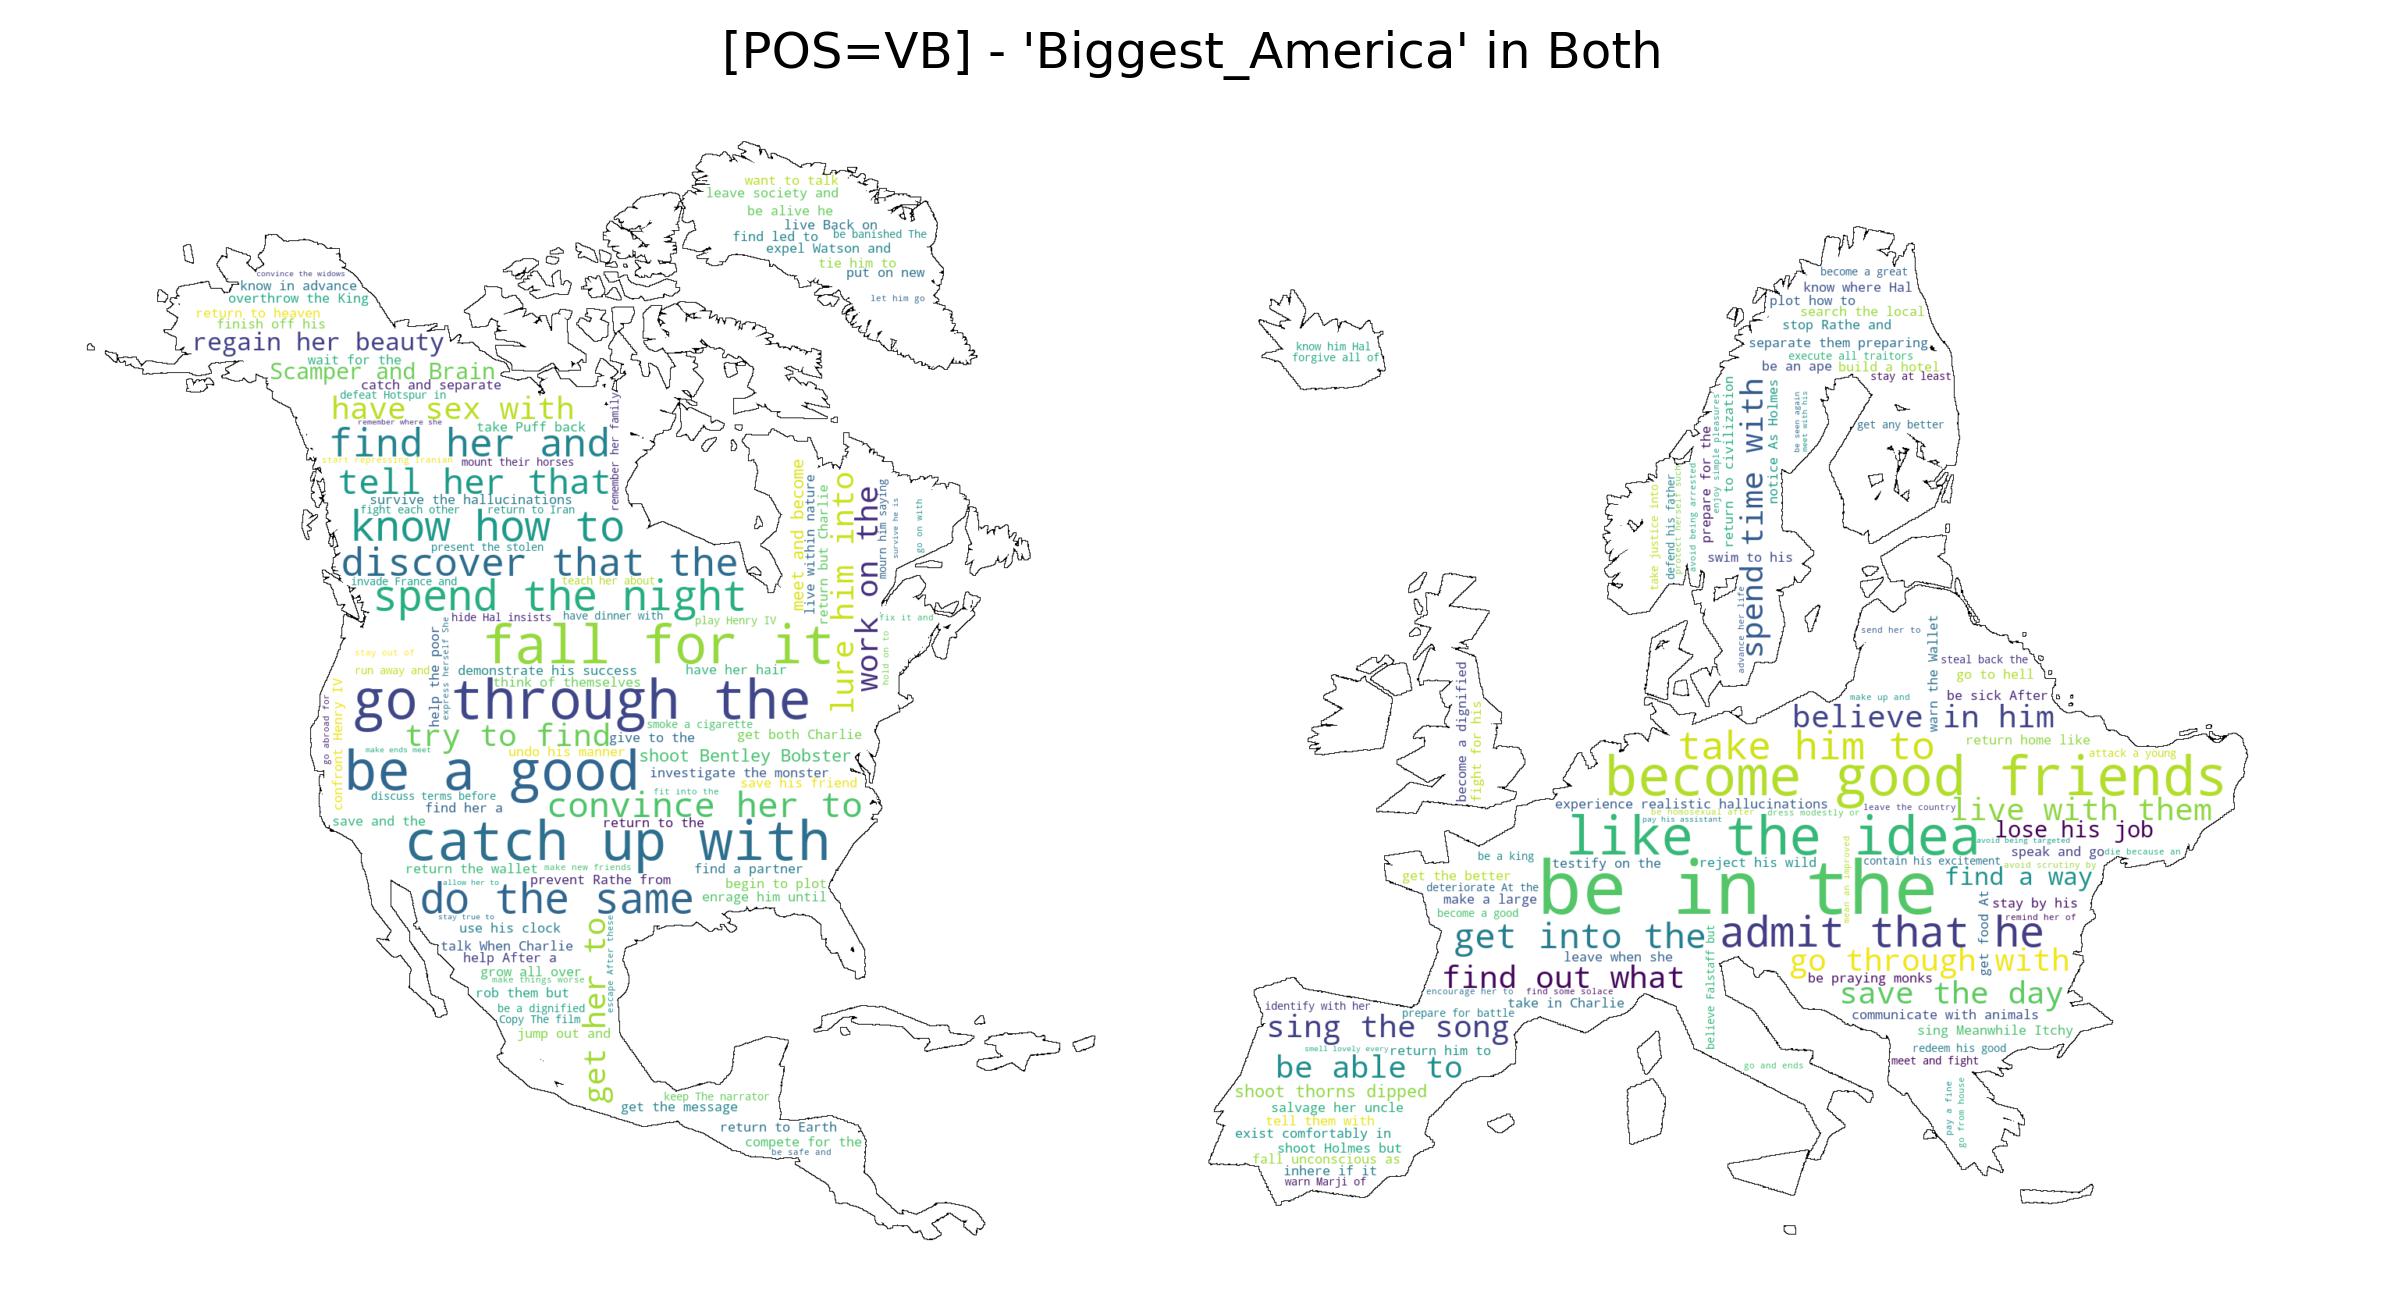 [POS=VB] - 'Biggest_America' in Both
want to talk
leave society and
be alive he
live Back on
find led to
be banished The
expel Watson and
tie him to
put on new
let him go
convince the widows
know in advance
overthrow the King
return to heaven
finish off his
regain her beauty
wait for the
Scamper and Brain
catch and separate
defeat Hotspur in
have sex with
remember where she
take Puff back
remember her family
find her and
start repressing iranian
mount their horses
tell her that
survive the hallucinations
fight each other
return to Iran
know how to
present the stolen
discover that the
invade France and
teach her about
spend the night
meet and become
live within nature
return but Charlie
lure him into
work on the
mourn him saying
survive he is
go on with
hide Hal insists
have dinner with
play Henry IV
fix it and
help the poor
express herself She
fall for it
hold on to
stay out of
run away and
demonstrate his success
have her hair
think of themselves
go abroad for
confront Henry IV
go through the
smoke a cigarette
try to find
give to the
get both Charlie
make ends meet
undo his manner
shoot Bentley Bobster
be a good
investigate the monster
save his friend
discuss terms before
fit into the
find her a
convince her to
save and the
return to the
catch up with
return the wallet
make new friends
find a partner
allow her to
prevent Rathe from
begin to plot
do the same
enrage him until
stay true to
use his clock
get her to
escape After these
talk When Charlie
help After a
grow all over
make things worse
rob them but
be a dignified
Copy The film
jump out and
keep The narrator
get the message
return to Earth
compete for the
be safe and
become a great
know where Hal
plot how to
search the local
stop Rathe and
know him Hal
forgive all of
separate them preparing
execute all traitors
be an ape
build a hotel
stay at least
take justice into
defend his father
protect herself such
avoid being arrested
prepare for the
enjoy simple pleasures
return to civilization
spend time with
notice As Holmes
be seen again
meet with his
get any better
swim to his
advance her life
send her to
warn the Wallet
steal back the
go to hell
make up and
be sick After
become a dignified
fight for his
believe in him
take him to
return home like
attack a young
become good friends
experience realistic hallucinations
leave the country
live with them
be homosexual after
dress modestly or
pay his assistant
like the idea
lose his job
avoid being targeted
be a king
testify on the
reject his wild
mean an improved
contain his excitement
speak and go
die because an
avoid scrutiny by
get the better
be in the
find a way
deteriorate At the
make a large
become a good
get food At
stay by his
remind her of
get into the
admit that he
believe Falstaff but
leave when she
go through with
find out what
be praying monks
encourage her to
find some solace
save the day
identify with her
take in Charlie
prepare for battle
communicate with animals
sing the song
sing Meanwhile Itchy
smell lovely every
return him to
redeem his good
meet and fight
be able to
go and ends
shoot thorns dipped
pay a fine
go from house
salvage her uncle
tell them with
exist comfortably in
shoot Holmes but
fall unconscious as
inhere if it
warn Marji of